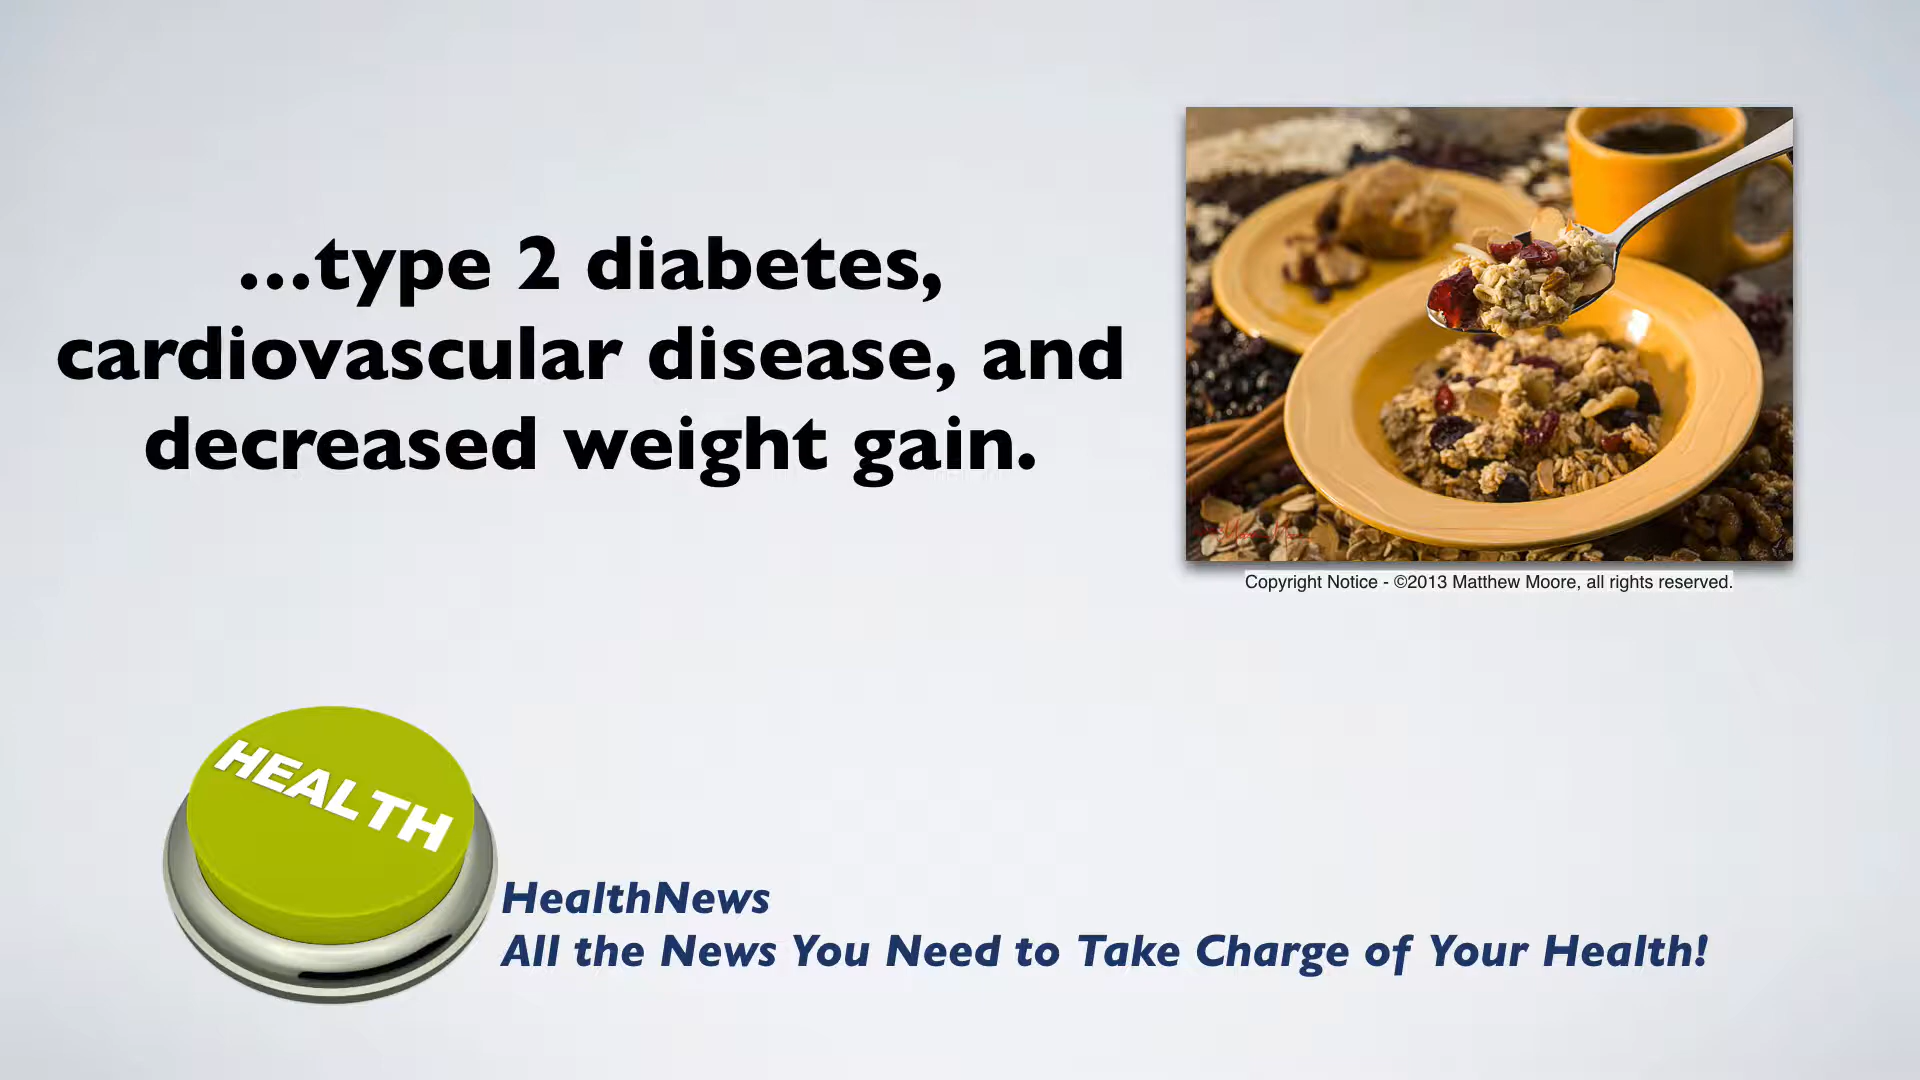 ...type 2 diabetes,
cardiovascular disease, and
decreased weight gain.
Copyright Notice - ©2013 Matthew Moore, all rights reserved.
HEALTH
HealthNews
All the News You Need to Take Charge of Your Health!